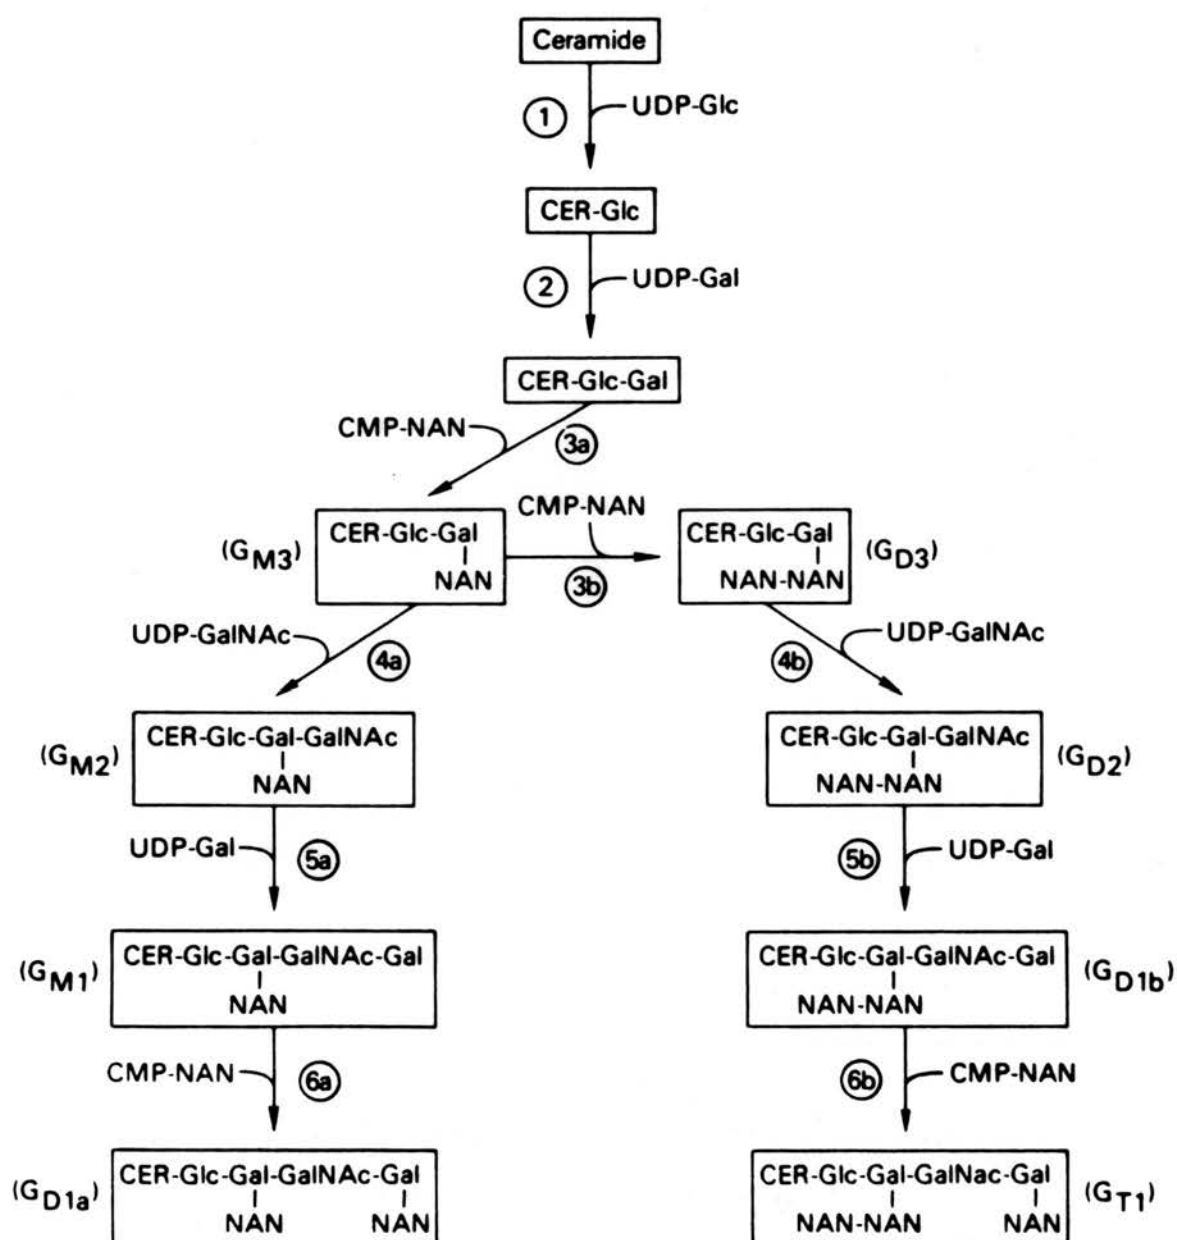 Ceramide
1
UDP-Glc
CER-Glc
2
UDP-Gal
CER-Glc-Gal
CMP-NAN
3a
(GM3)
CER-Glc-Gal
NAN
CMP-NAN
3b
CER-Glc-Gal
NAN-NAN
(GD3)
UDP-GalNAc
4a
4b
UDP-GalNAc
(GM2)
CER-Glc-Gal-GalNAc
NAN
CER-Glc-Gal-GalNAc
NAN-NAN
(GD2)
UDP-Gal
5a
5b
UDP-Gal
(GM1)
CER-Glc-Gal-GalNAc-Gal
NAN
CER-Glc-Gal-GalNAc-Gal
NAN-NAN
(GD1b)
CMP-NAN
6a
6b
CMP-NAN
(GD1a)
CER-Glc-Gal-GalNAc-Gal
NAN NAN
CER-Glc-Gal-GalNac-Gal
NAN-NAN NAN
(GT1)